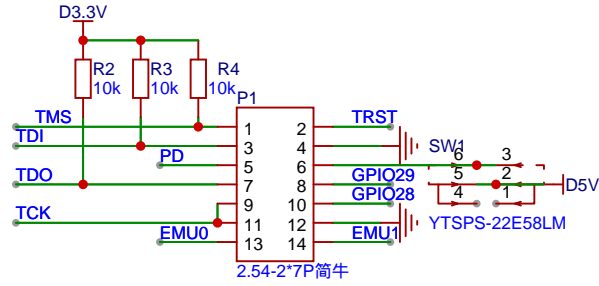 D3.3V
R2 R3 R4
10k 10k 10k
P1
TMS 1 2 TRST
TDI 3 4
PD 5 6
TDO 7 8 GPIO29
9 10 GPIO28
TCK 11 12
EMU0 13 14 EMU1
2.54-2*7P简牛
SW1
6 3
5 2 D5V
4 1
YTSPS-22E58LM